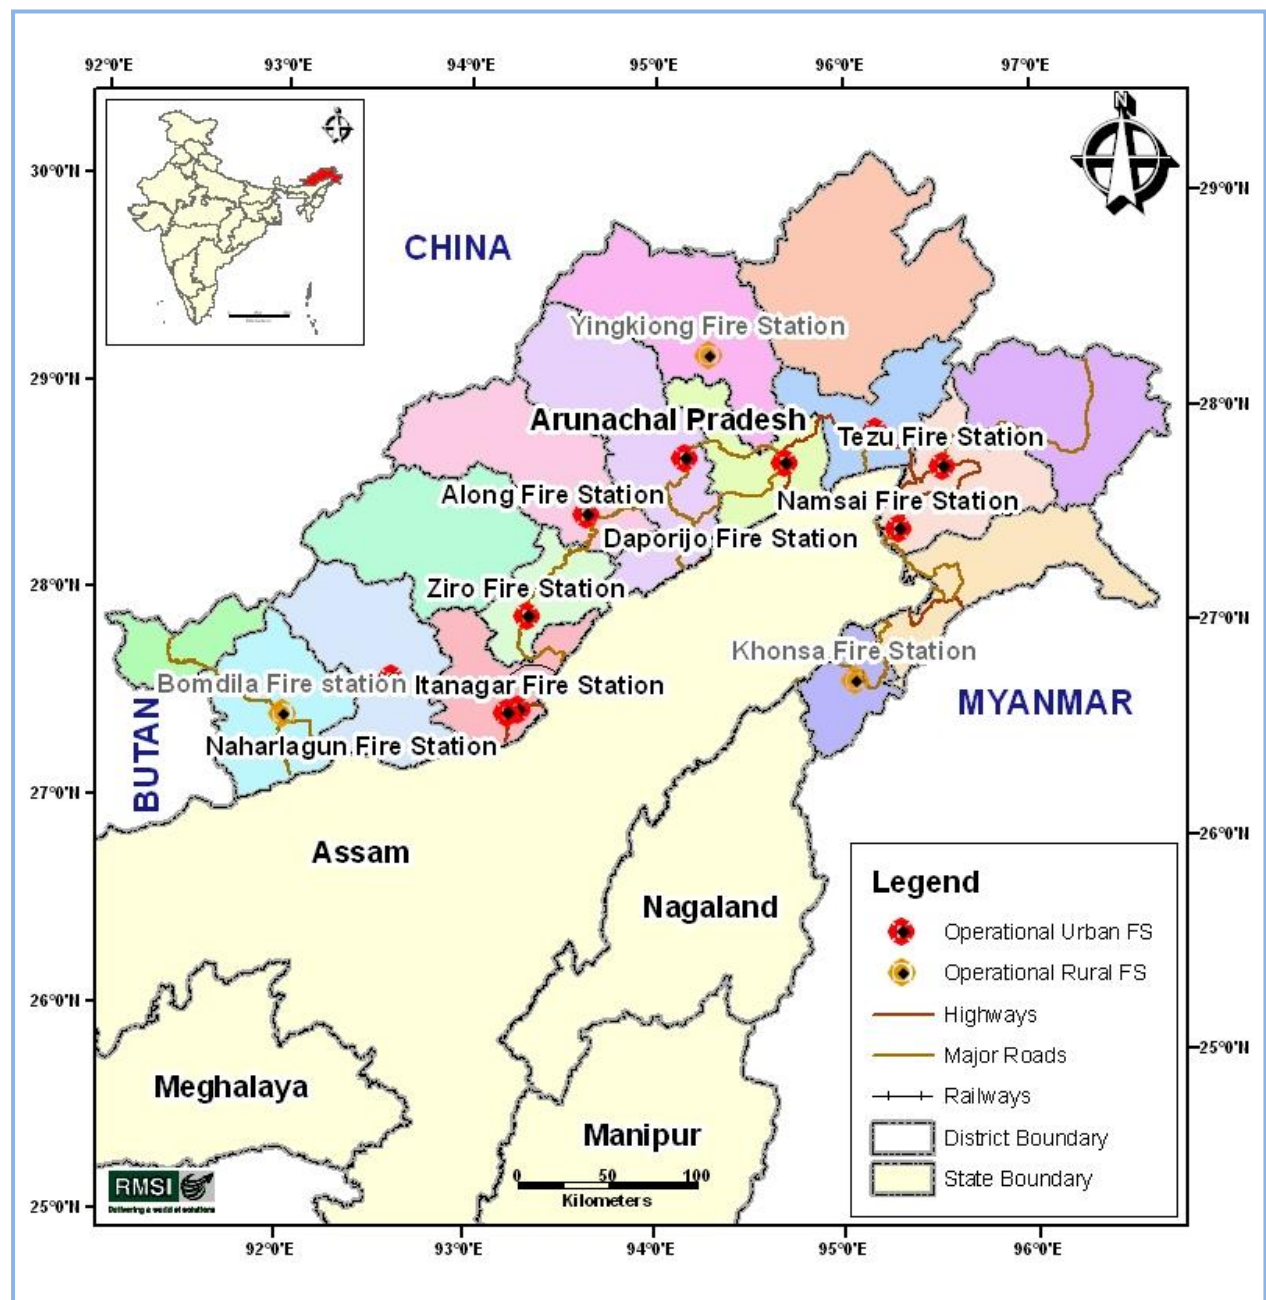 92°0'E 93°0'E 94°0'E 95°0'E 96°0'E 97°0'E
N
30°0'N
29°0'N
CHINA
Yingkiong Fire Station
29°0'N
28°0'N
Arunachal Pradesh
Tezu Fire Station
Along Fire Station
Namsai Fire Station
Daporijo Fire Station
28°0'N
Ziro Fire Station
27°0'N
Khonsa Fire Station
Bomdila Fire station
Itanagar Fire Station
MYANMAR
BUTAN
Naharlagun Fire Station
27°0'N
26°0'N
Assam
Nagaland
Legend
Operational Urban FS
Operational Rural FS
Highways
Major Roads
Railways
District Boundary
State Boundary
26°0'N
25°0'N
Meghalaya
Manipur
0 50 100
Kilometers
RMSI
Delivering a world of solutions
25°0'N
92°0'E 93°0'E 94°0'E 95°0'E 96°0'E